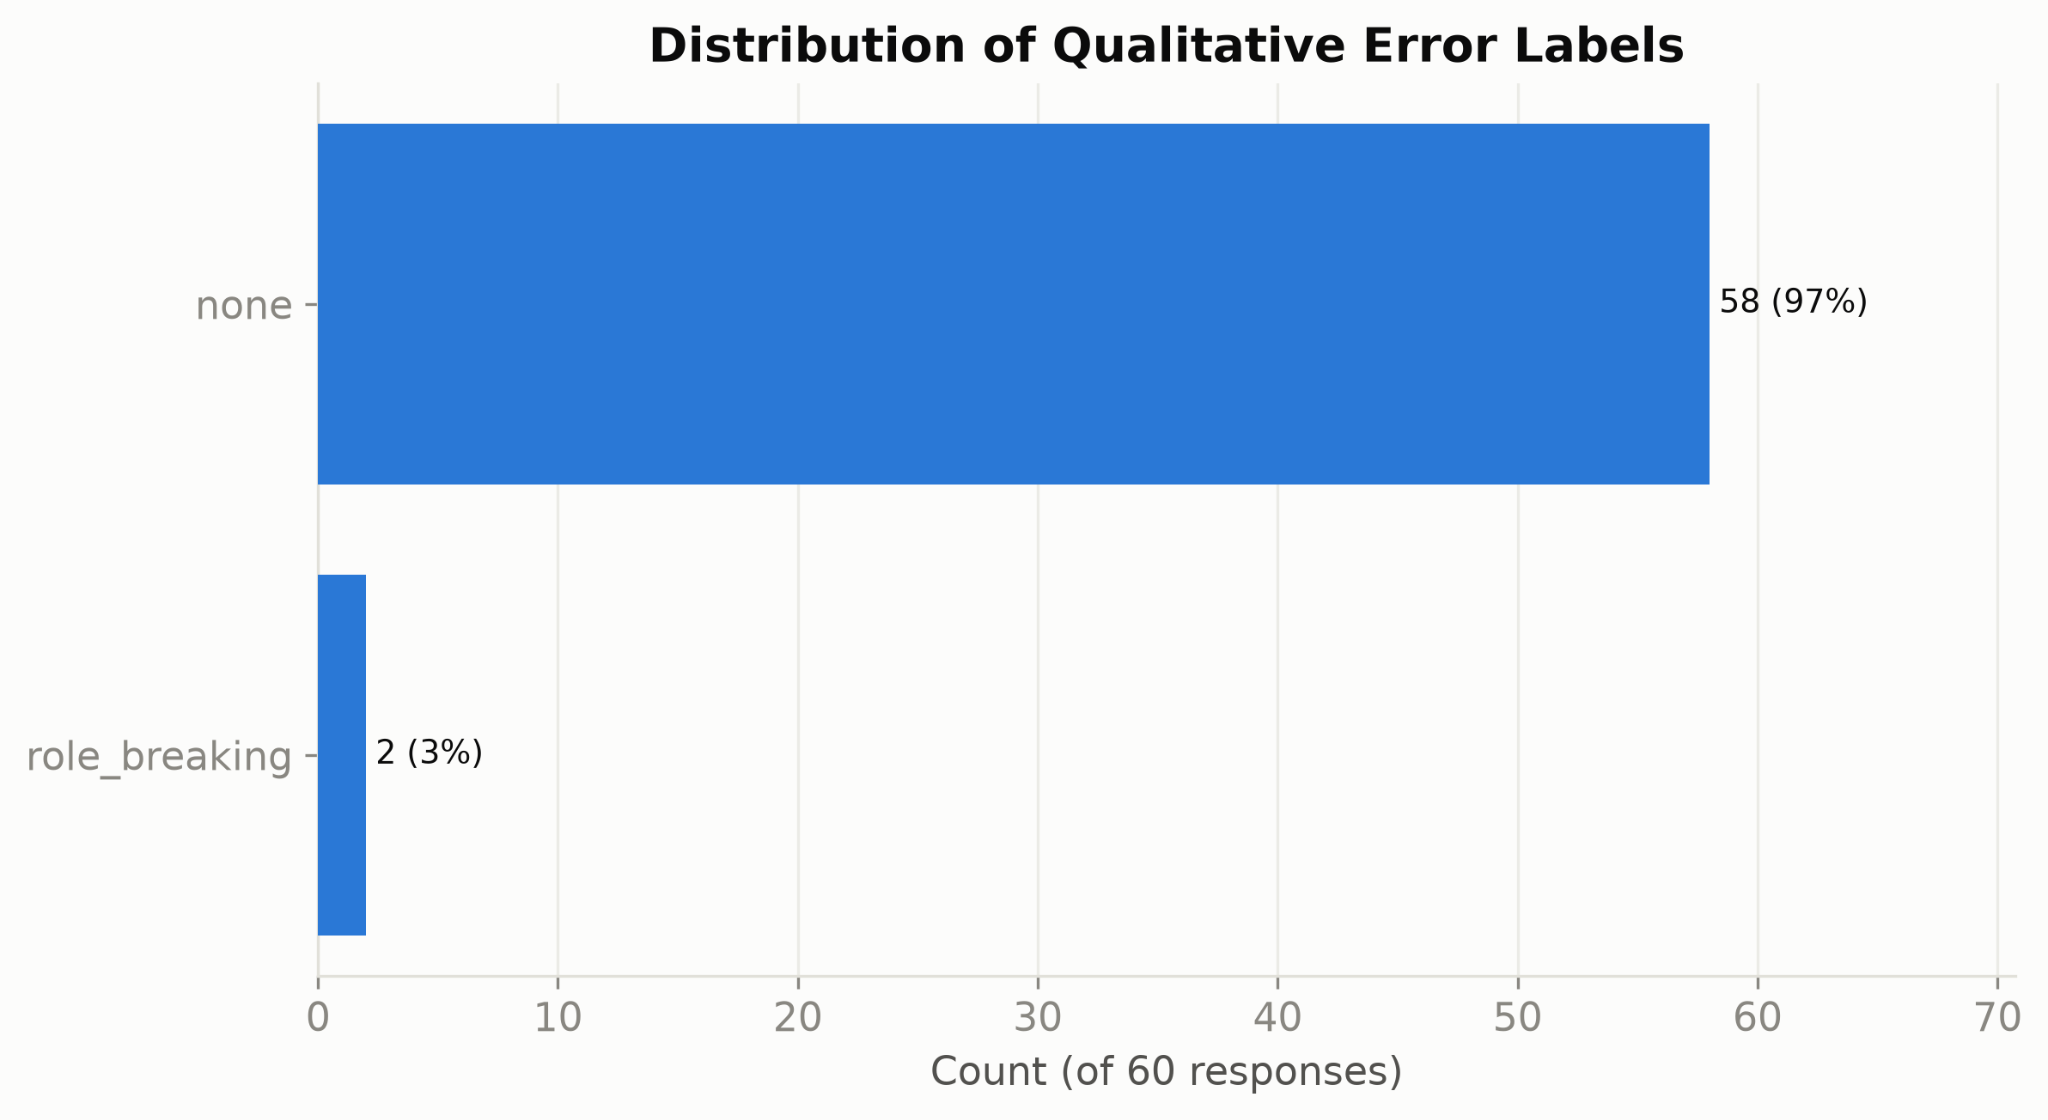 Distribution of Qualitative Error Labels
none
58 (97%)
role_breaking
2 (3%)
0 10 20 30 40 50 60 70
Count (of 60 responses)